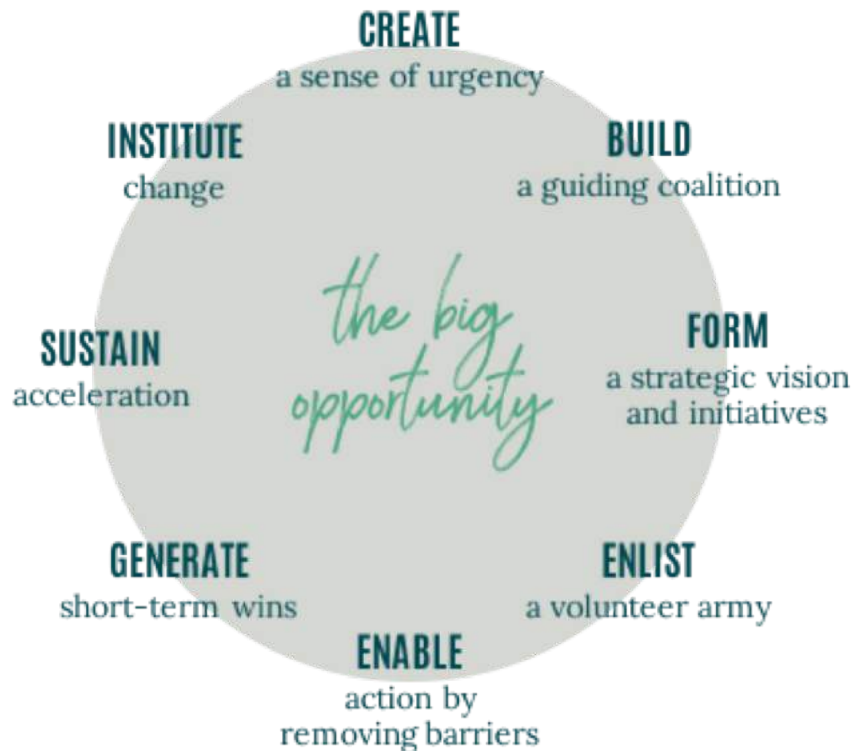 CREATE
a sense of urgency
BUILD
a guiding coalition
FORM
a strategic vision
and initiatives
ENLIST
a volunteer army
ENABLE
action by
removing barriers
GENERATE
short-term wins
SUSTAIN
acceleration
INSTITUTE
change
the big
opportunity